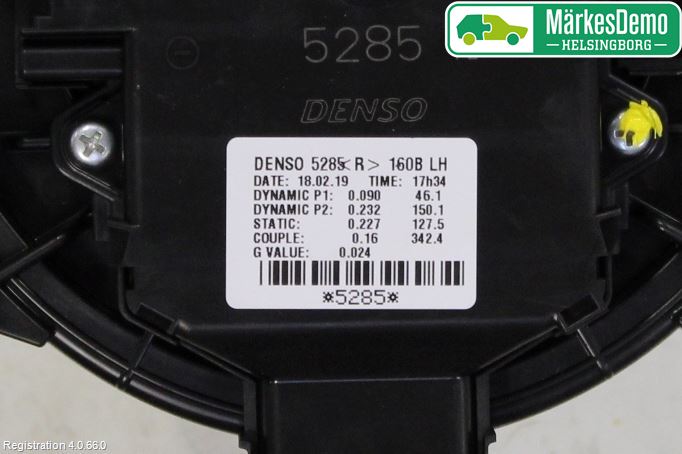 MärkesDemo
HELSINGBORG
5285
DENSO
DENSO 5285 <R> 160B LH
DATE: 18.02.19 TIME: 17h34
DYNAMIC P1: 0.090 46.1
DYNAMIC P2: 0.232 150.1
STATIC: 0.227 127.5
COUPLE: 0.16 342.4
G VALUE: 0.024
*5285*
Registration 4.0.66.0